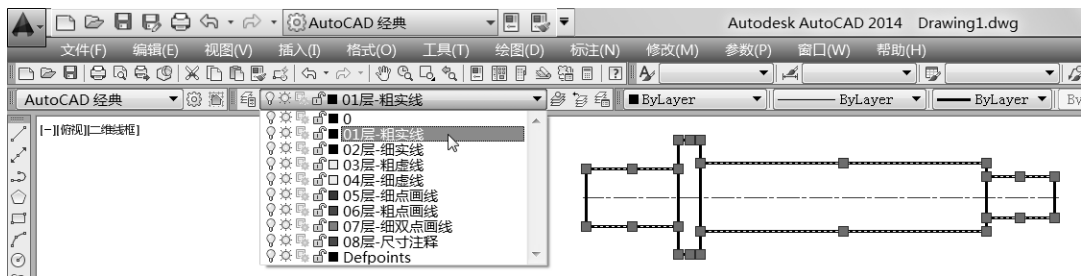 AutoCAD 经典 Autodesk AutoCAD 2014 Drawing1.dwg
文件(F) 编辑(E) 视图(V) 插入(I) 格式(O) 工具(T) 绘图(D) 标注(N) 修改(M) 参数(P) 窗口(W) 帮助(H)
AutoCAD 经典 01层-粗实线 ByLayer ByLayer ByLayer
[-][俯视][二维线框]
0
01层-粗实线
02层-细实线
03层-粗虚线
04层-细虚线
05层-细点画线
06层-粗点画线
07层-细双点画线
08层-尺寸注释
Defpoints